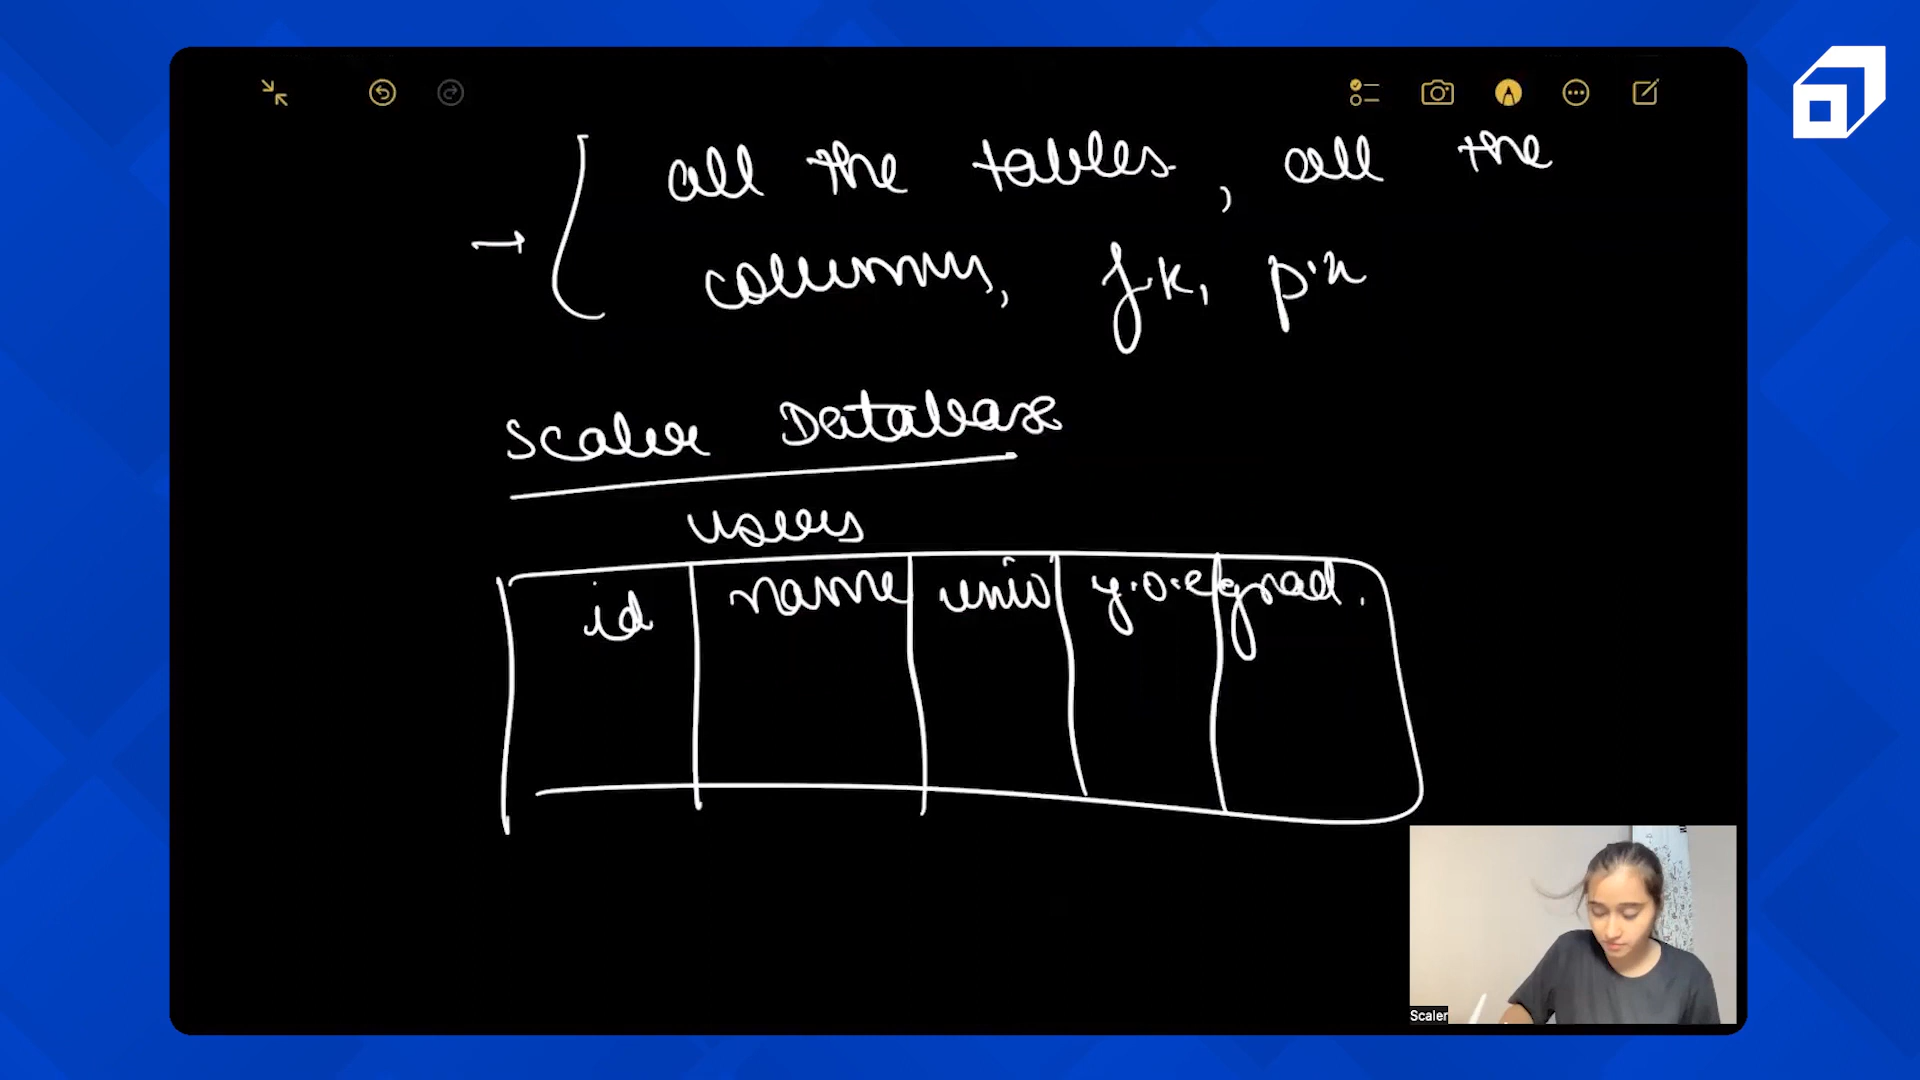 → all the tables, all the
columns, f.k, p.k
Scaler Database
users
id name univ y.o.e grad.
Scaler